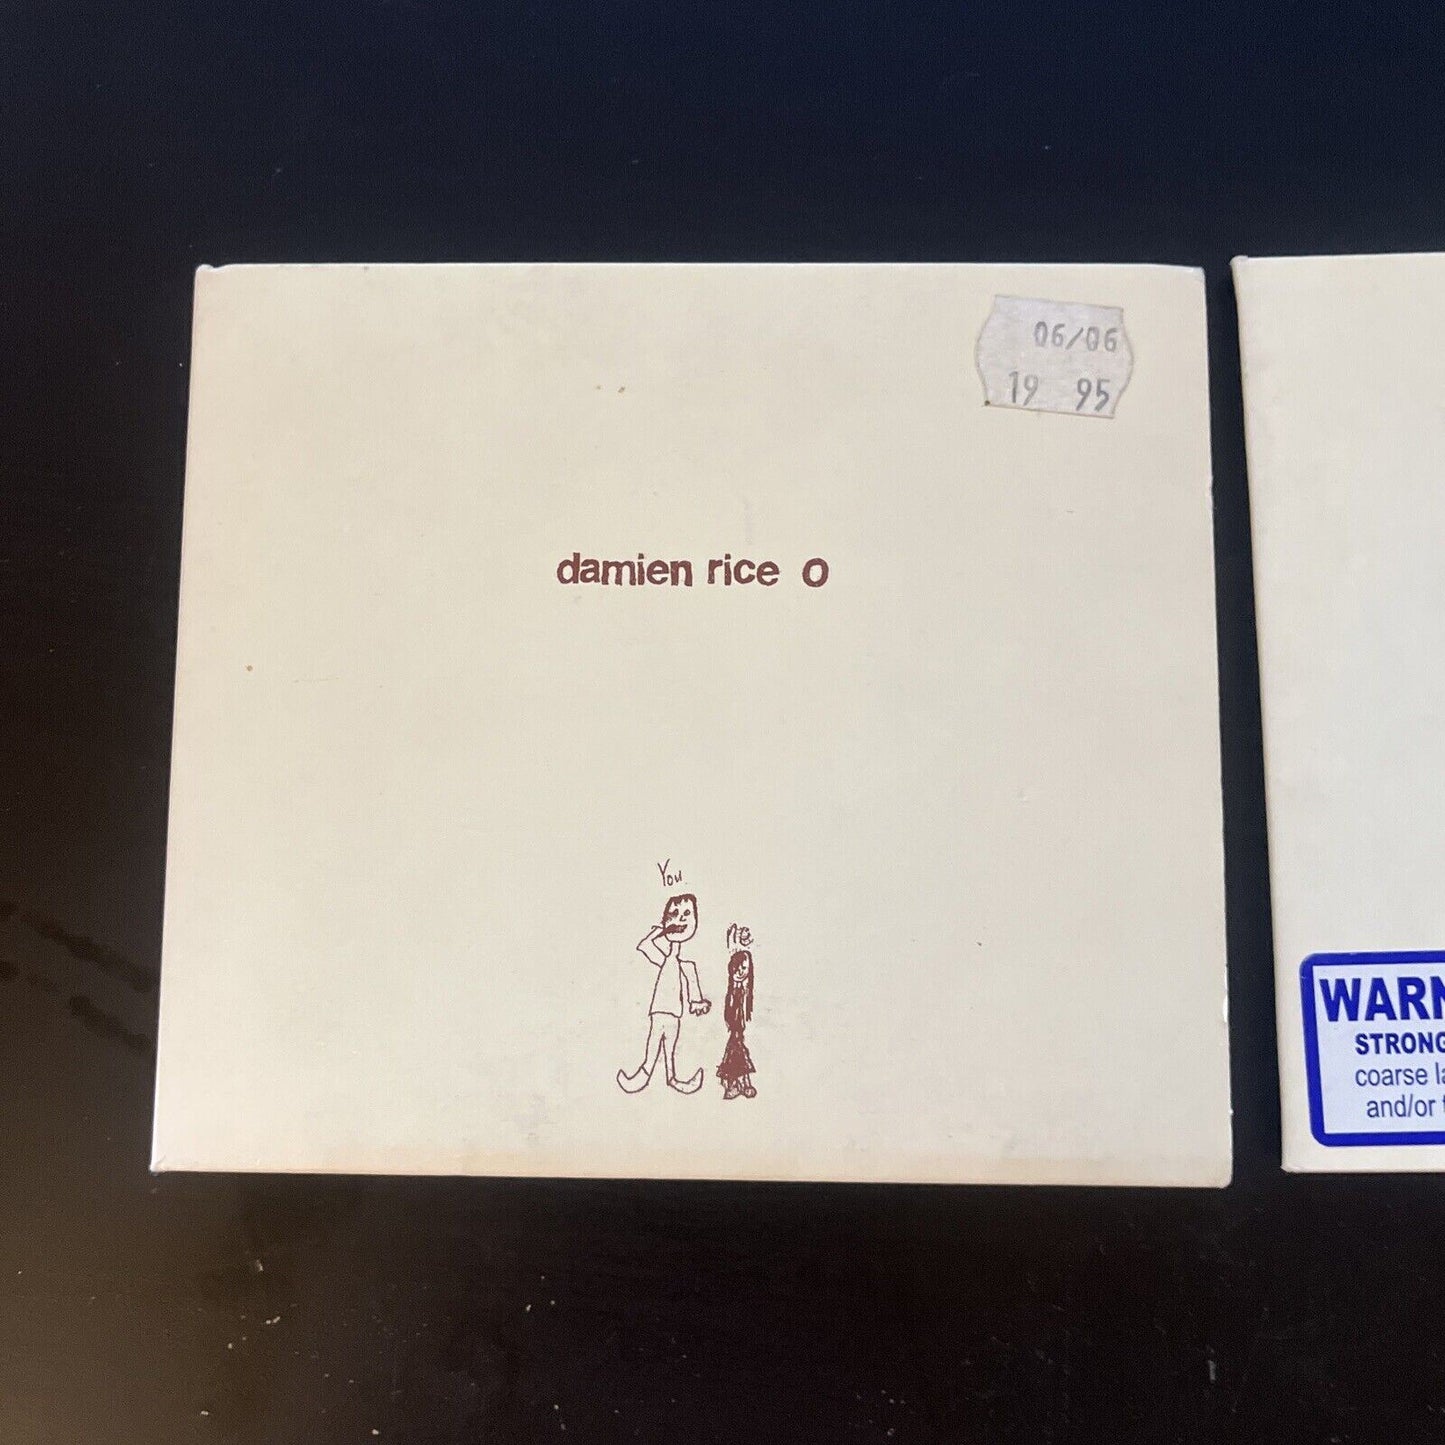 06/06
19 95
damien rice O
You
me
WARN
STRONG
coarse la
and/or